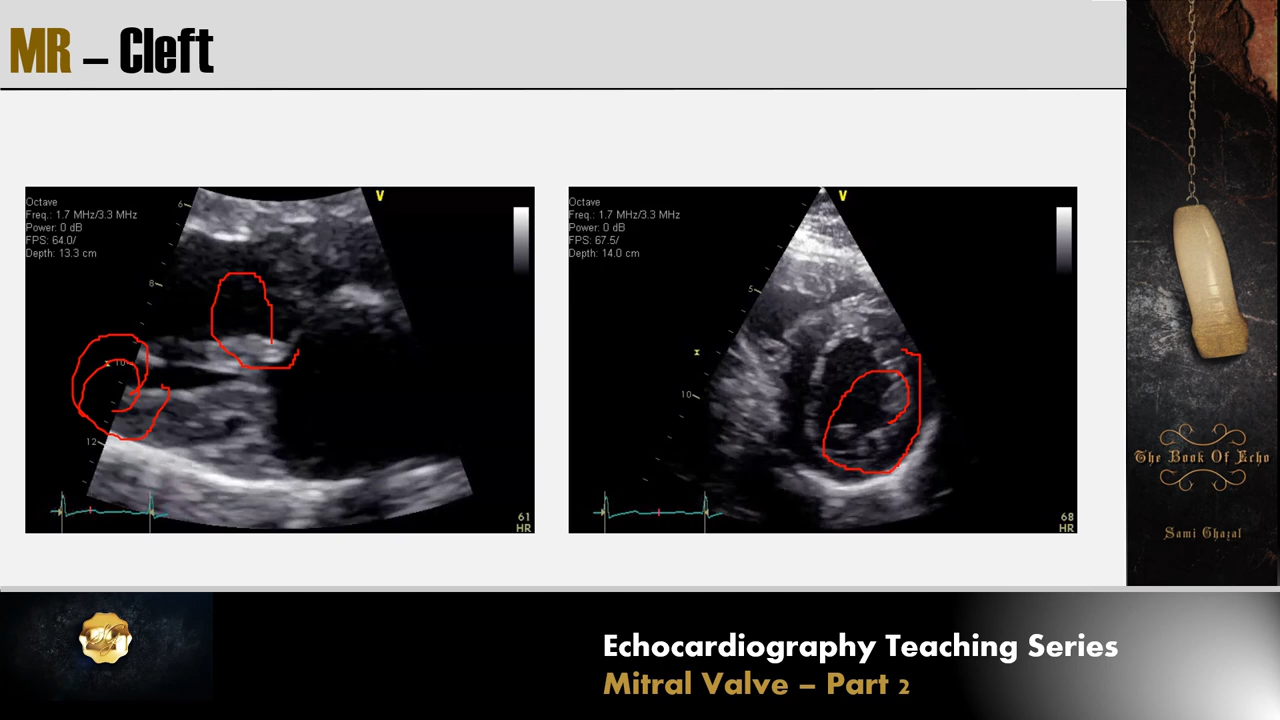 MR – Cleft
Octave
Freq.: 1.7 MHz/3.3 MHz
Power: 0 dB
FPS: 64.0/
Depth: 13.3 cm
V
6
8
10
12
61
HR
Octave
Freq.: 1.7 MHz/3.3 MHz
Power: 0 dB
FPS: 67.5/
Depth: 14.0 cm
V
5
10
68
HR
The Book Of Echo
Sami Ghazal
Echocardiography Teaching Series
Mitral Valve – Part 2